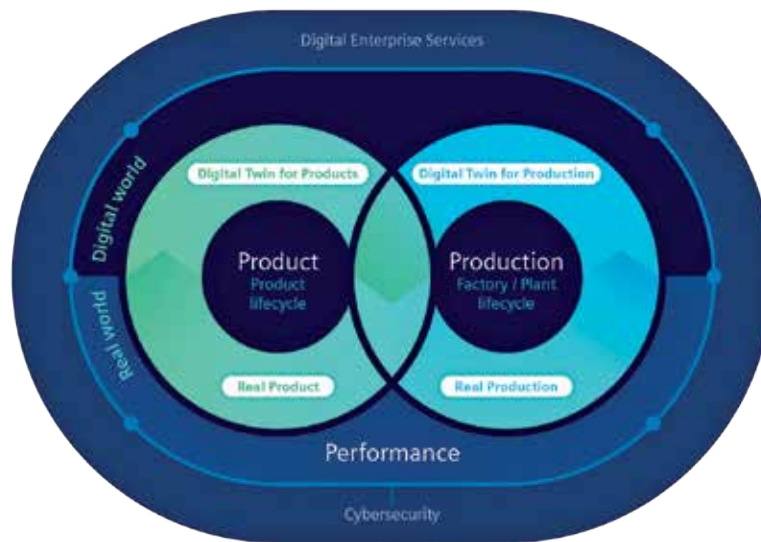 Digital Enterprise Services
Digital world
Digital Twin for Products
Digital Twin for Production
Product
Product
lifecycle
Production
Factory / Plant
lifecycle
Real world
Real Product
Real Production
Performance
Cybersecurity